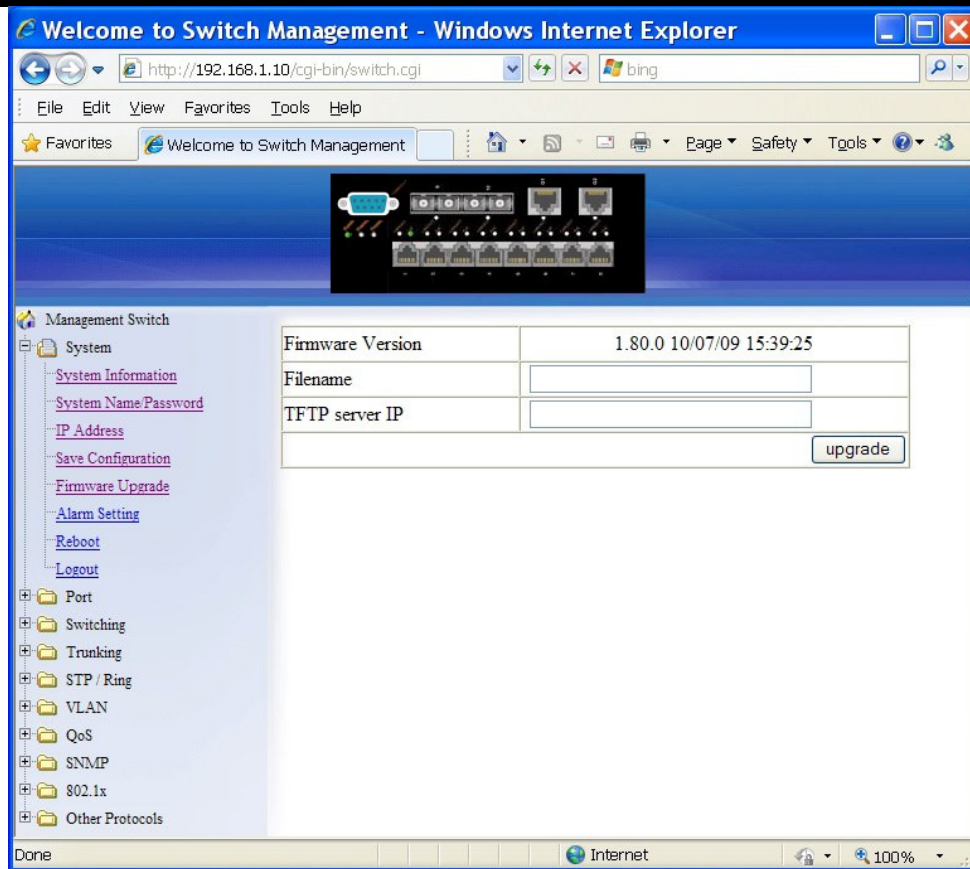 Welcome to Switch Management - Windows Internet Explorer
http://192.168.1.10/cgi-bin/switch.cgi
bing
File Edit View Favorites Tools Help
Favorites
Welcome to Switch Management
Page Safety Tools
Management Switch
System
System Information
System Name/Password
IP Address
Save Configuration
Firmware Upgrade
Alarm Setting
Reboot
Logout
Port
Switching
Trunking
STP / Ring
VLAN
QoS
SNMP
802.1x
Other Protocols
Firmware Version 1.80.0 10/07/09 15:39:25
Filename
TFTP server IP
upgrade
Done
Internet
100%